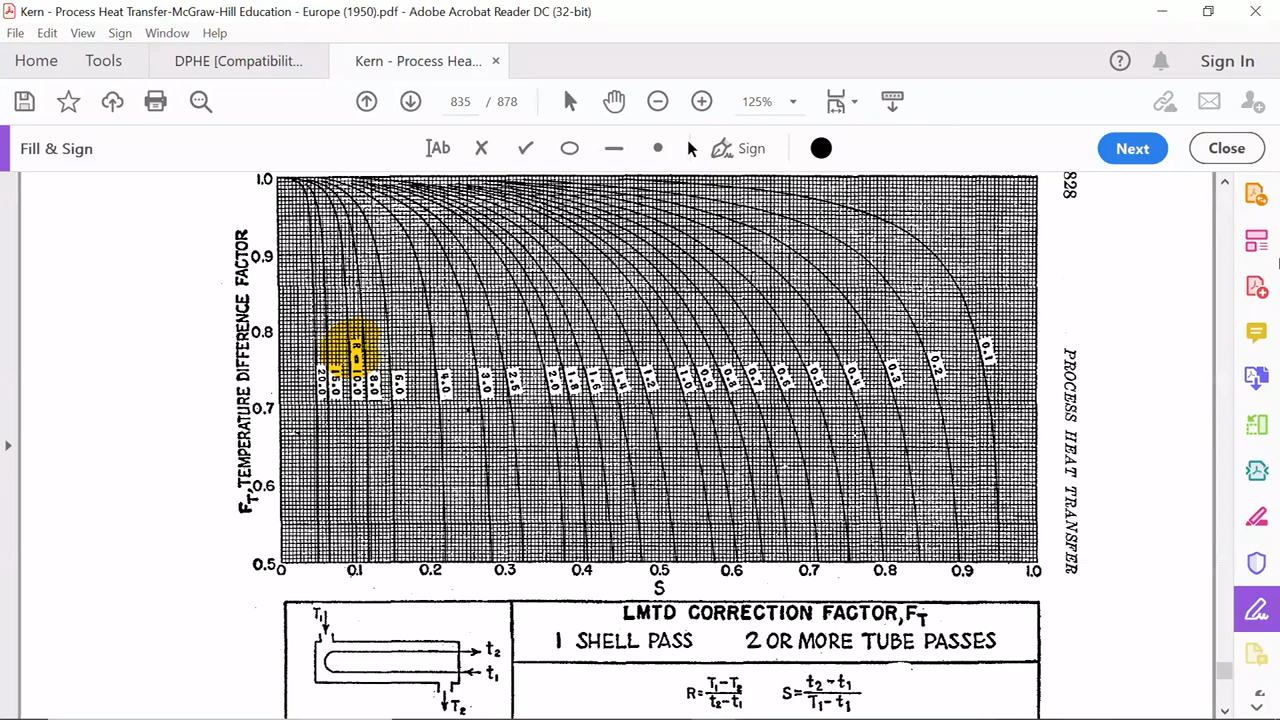 Kern - Process Heat Transfer-McGraw-Hill Education - Europe (1950).pdf - Adobe Acrobat Reader DC (32-bit)
File Edit View Sign Window Help
Home Tools DPHE [Compatibilit... Kern - Process Hea... × Sign In
835 / 878 125%
Fill & Sign Ab Sign Next Close
828
PROCESS HEAT TRANSFER
FT, TEMPERATURE DIFFERENCE FACTOR
1.0
0.9
0.8
0.7
0.6
0.5
20.0 15.0 R = 10.0 8.0 6.0 4.0 3.0 2.5 2.0 1.8 1.6 1.4 1.2 1.0 0.9 0.8 0.7 0.6 0.5 0.4 0.3 0.2 0.1
0 0.1 0.2 0.3 0.4 0.5 0.6 0.7 0.8 0.9 1.0
S
T1
t2
t1
T2
LMTD CORRECTION FACTOR, FT
1 SHELL PASS 2 OR MORE TUBE PASSES
R = T1-T2 / t2-t1 S = t2-t1 / T1-t1